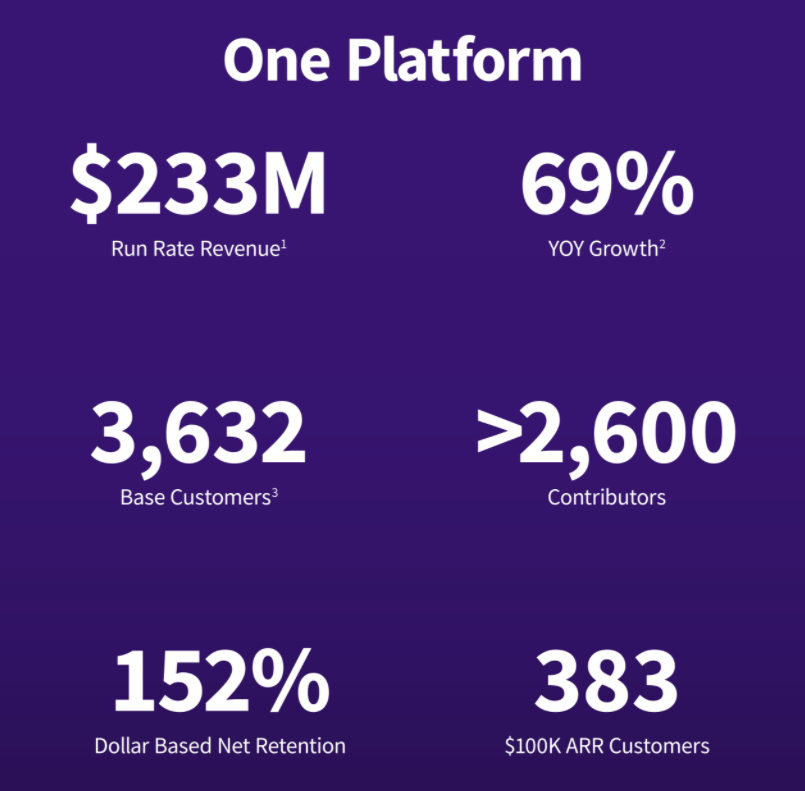 One Platform
$233M
Run Rate Revenue¹
69%
YOY Growth²
3,632
Base Customers³
>2,600
Contributors
152%
Dollar Based Net Retention
383
$100K ARR Customers